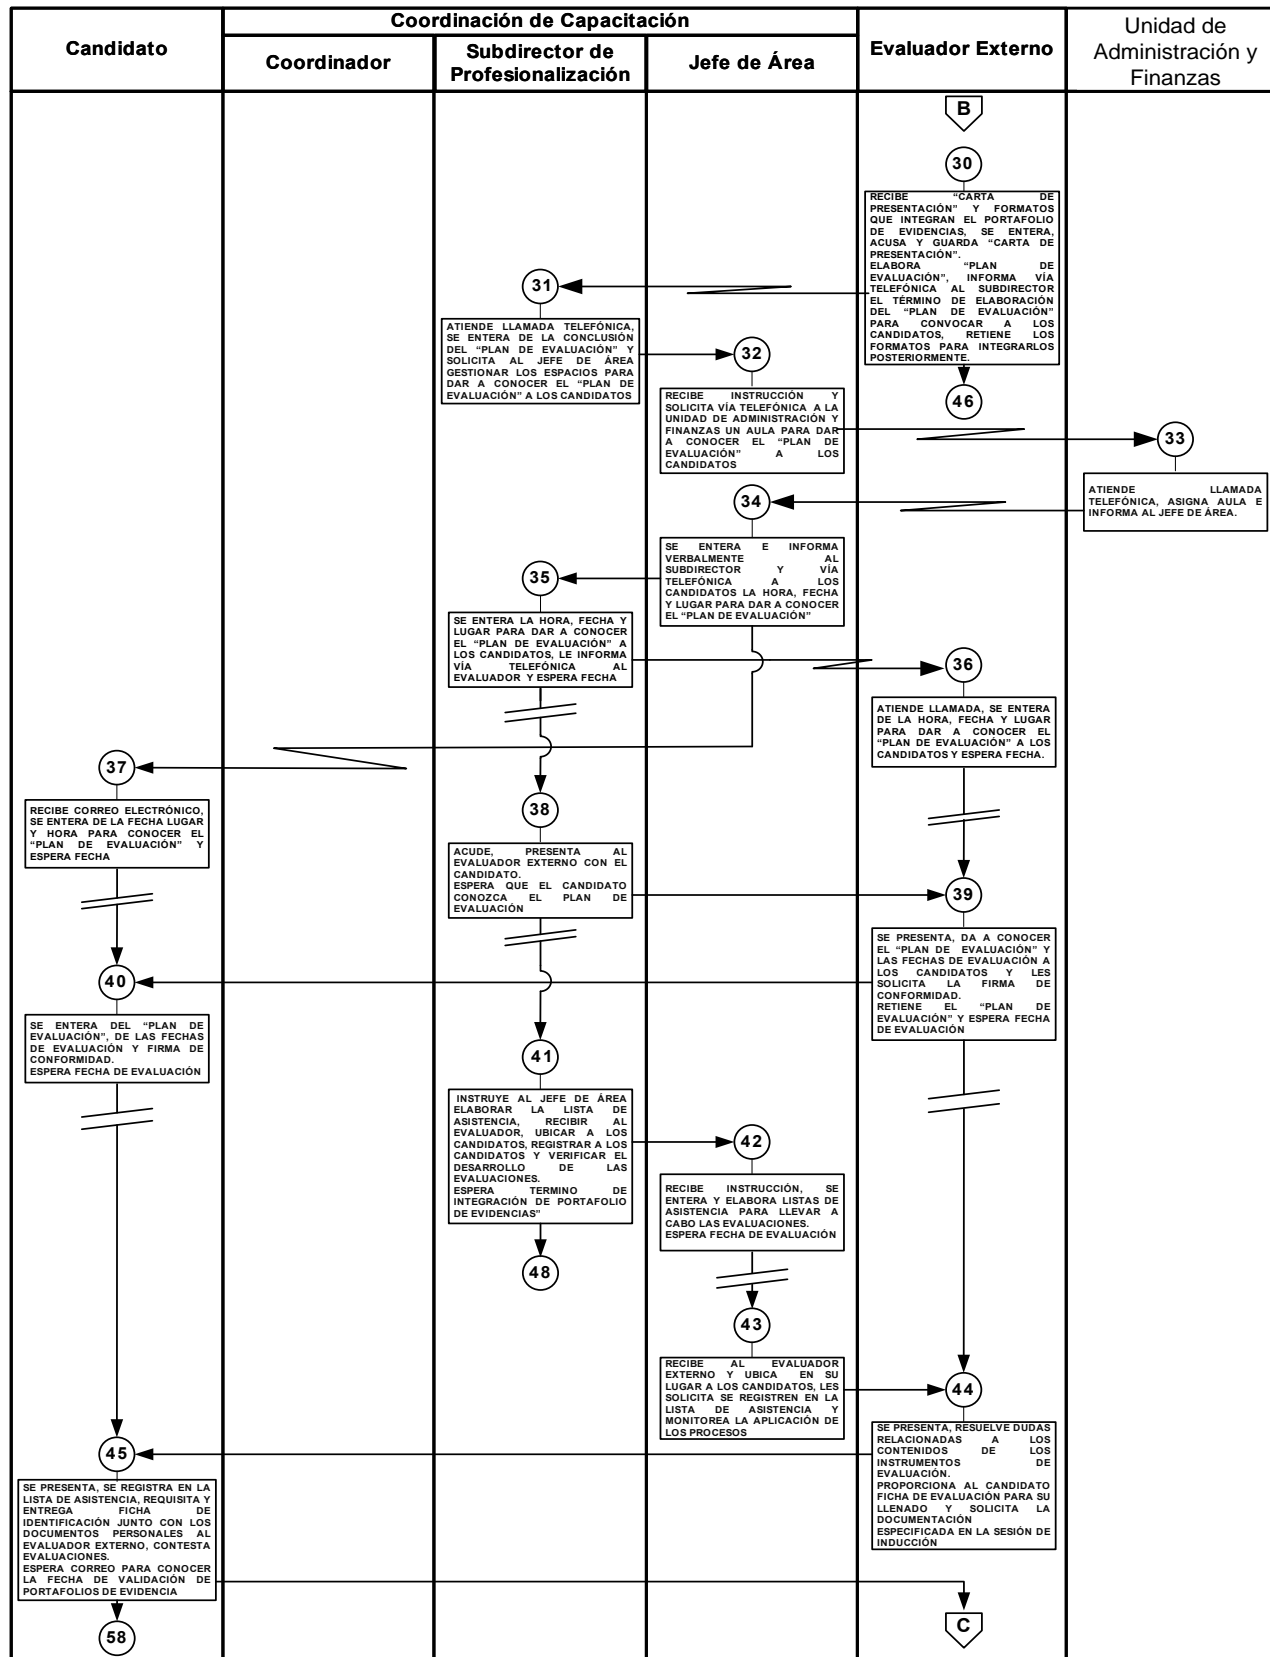 Coordinación de Capacitación
Candidato
Coordinador
Subdirector de
Profesionalización
Jefe de Área
Evaluador Externo
Unidad de
Administración y
Finanzas
B
30
RECIBE “CARTA DE
PRESENTACIÓN” Y FORMATOS
QUE INTEGRAN EL PORTAFOLIO
DE EVIDENCIAS, SE ENTERA,
ACUSA Y GUARDA “CARTA DE
PRESENTACIÓN”.
ELABORA “PLAN DE
EVALUACIÓN”, INFORMA VÍA
TELEFÓNICA AL SUBDIRECTOR
EL TÉRMINO DE ELABORACIÓN
DEL “PLAN DE EVALUACIÓN”
PARA CONVOCAR A LOS
CANDIDATOS, RETIENE LOS
FORMATOS PARA INTEGRARLOS
POSTERIORMENTE.
46
31
ATIENDE LLAMADA TELEFÓNICA,
SE ENTERA DE LA CONCLUSIÓN
DEL “PLAN DE EVALUACIÓN” Y
SOLICITA AL JEFE DE ÁREA
GESTIONAR LOS ESPACIOS PARA
DAR A CONOCER EL “PLAN DE
EVALUACIÓN” A LOS CANDIDATOS
32
RECIBE INSTRUCCIÓN Y
SOLICITA VÍA TELEFÓNICA A LA
UNIDAD DE ADMINISTRACIÓN Y
FINANZAS UN AULA PARA DAR
A CONOCER EL “PLAN DE
EVALUACIÓN” A LOS
CANDIDATOS
33
ATIENDE LLAMADA
TELEFÓNICA, ASIGNA AULA E
INFORMA AL JEFE DE ÁREA.
34
SE ENTERA E INFORMA
VERBALMENTE AL
SUBDIRECTOR Y VÍA
TELEFÓNICA A LOS
CANDIDATOS LA HORA, FECHA
Y LUGAR PARA DAR A CONOCER
EL “PLAN DE EVALUACIÓN”
35
SE ENTERA LA HORA, FECHA Y
LUGAR PARA DAR A CONOCER
EL “PLAN DE EVALUACIÓN” A
LOS CANDIDATOS, LE INFORMA
VÍA TELEFÓNICA AL
EVALUADOR Y ESPERA FECHA
36
ATIENDE LLAMADA, SE ENTERA
DE LA HORA, FECHA Y LUGAR
PARA DAR A CONOCER EL
“PLAN DE EVALUACIÓN” A LOS
CANDIDATOS Y ESPERA FECHA.
37
RECIBE CORREO ELECTRÓNICO,
SE ENTERA DE LA FECHA LUGAR
Y HORA PARA CONOCER EL
“PLAN DE EVALUACIÓN” Y
ESPERA FECHA
38
ACUDE, PRESENTA AL
EVALUADOR EXTERNO CON EL
CANDIDATO.
ESPERA QUE EL CANDIDATO
CONOZCA EL PLAN DE
EVALUACIÓN
39
SE PRESENTA, DA A CONOCER
EL “PLAN DE EVALUACIÓN” Y
LAS FECHAS DE EVALUACIÓN A
LOS CANDIDATOS Y LES
SOLICITA LA FIRMA DE
CONFORMIDAD.
RETIENE EL “PLAN DE
EVALUACIÓN” Y ESPERA FECHA
DE EVALUACIÓN
40
SE ENTERA DEL “PLAN DE
EVALUACIÓN”, DE LAS FECHAS
DE EVALUACIÓN Y FIRMA DE
CONFORMIDAD.
ESPERA FECHA DE EVALUACIÓN
41
INSTRUYE AL JEFE DE ÁREA
ELABORAR LA LISTA DE
ASISTENCIA, RECIBIR AL
EVALUADOR, UBICAR A LOS
CANDIDATOS, REGISTRAR A LOS
CANDIDATOS Y VERIFICAR EL
DESARROLLO DE LAS
EVALUACIONES.
ESPERA TERMINO DE
INTEGRACIÓN DE PORTAFOLIO
DE EVIDENCIAS”
48
42
RECIBE INSTRUCCIÓN, SE
ENTERA Y ELABORA LISTAS DE
ASISTENCIA PARA LLEVAR A
CABO LAS EVALUACIONES.
ESPERA FECHA DE EVALUACIÓN
43
RECIBE AL EVALUADOR
EXTERNO Y UBICA EN SU
LUGAR A LOS CANDIDATOS, LES
SOLICITA SE REGISTREN EN LA
LISTA DE ASISTENCIA Y
MONITOREA LA APLICACIÓN DE
LOS PROCESOS
44
SE PRESENTA, RESUELVE DUDAS
RELACIONADAS A LOS
CONTENIDOS DE LOS
INSTRUMENTOS DE
EVALUACIÓN.
PROPORCIONA AL CANDIDATO
FICHA DE EVALUACIÓN PARA SU
LLENADO Y SOLICITA LA
DOCUMENTACIÓN
ESPECIFICADA EN LA SESIÓN DE
INDUCCIÓN
45
SE PRESENTA, SE REGISTRA EN LA
LISTA DE ASISTENCIA, REQUISITA Y
ENTREGA FICHA DE
IDENTIFICACIÓN JUNTO CON LOS
DOCUMENTOS PERSONALES AL
EVALUADOR EXTERNO, CONTESTA
EVALUACIONES.
ESPERA CORREO PARA CONOCER
LA FECHA DE VALIDACIÓN DE
PORTAFOLIOS DE EVIDENCIA
58
C